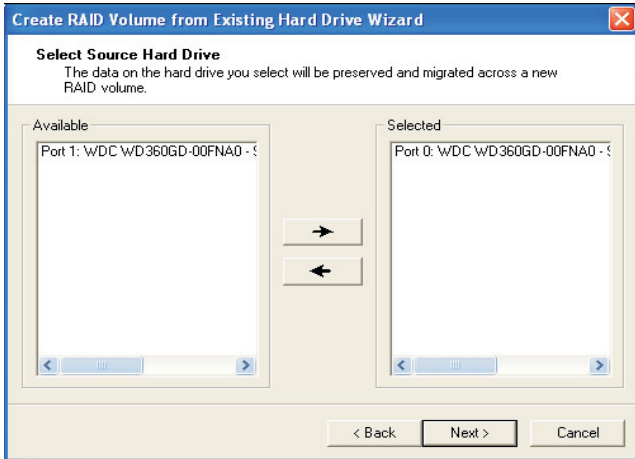 Create RAID Volume from Existing Hard Drive Wizard
Select Source Hard Drive
The data on the hard drive you select will be preserved and migrated across a new
RAID volume.
Available
Selected
Port 1: WDC WD360GD-00FNA0 -
Port 0: WDC WD360GD-00FNA0 -
< Back
Next >
Cancel